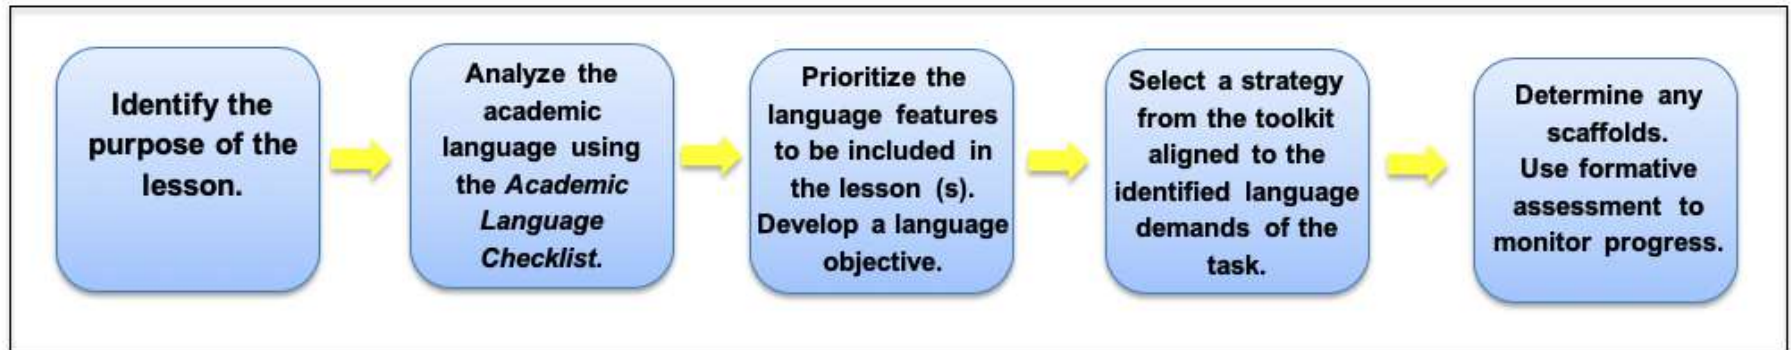 Identify the
purpose of the
lesson.
Analyze the
academic
language using
the Academic
Language
Checklist.
Prioritize the
language features
to be included in
the lesson (s).
Develop a language
objective.
Select a strategy
from the toolkit
aligned to the
identified language
demands of the
task.
Determine any
scaffolds.
Use formative
assessment to
monitor progress.